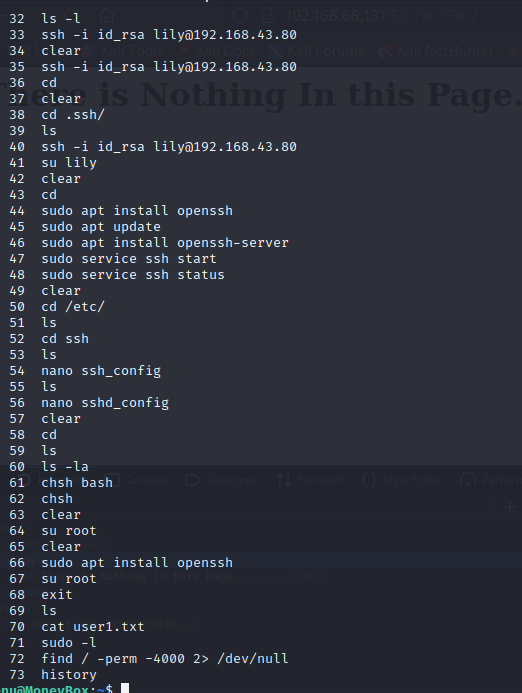 192.168.68.131/
Kali Tools Kali Docs Kali Forums Kali NetHunter
here is Nothing In this Page.
32 ls -l
33 ssh -i id_rsa lily@192.168.43.80
34 clear
35 ssh -i id_rsa lily@192.168.43.80
36 cd
37 clear
38 cd .ssh/
39 ls
40 ssh -i id_rsa lily@192.168.43.80
41 su lily
42 clear
43 cd
44 sudo apt install openssh
45 sudo apt update
46 sudo apt install openssh-server
47 sudo service ssh start
48 sudo service ssh status
49 clear
50 cd /etc/
51 ls
52 cd ssh
53 ls
54 nano ssh_config
55 ls
56 nano sshd_config
57 clear
58 cd
59 ls
60 ls -la
Console Debugger Network Style Editor
61 chsh bash
62 chsh
63 clear
64 su root
65 clear
66 sudo apt install openssh
67 su root
68 exit
69 ls
70 cat user1.txt
71 sudo -l
72 find / -perm -4000 2> /dev/null
73 history
nu@MoneyBox:~$